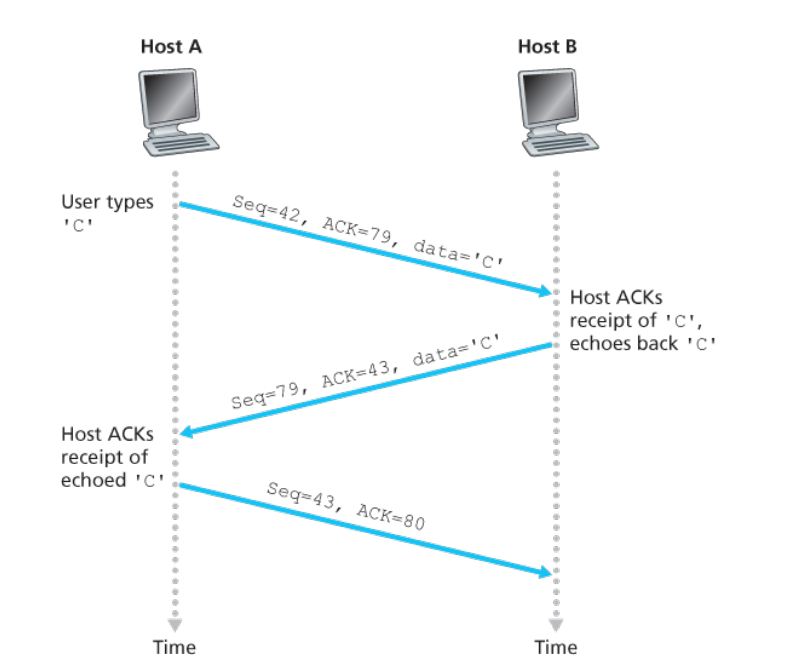 Host A
Host B
User types
'C'
Seq=42, ACK=79, data='C'
Host ACKs
receipt of 'C',
echoes back 'C'
Seq=79, ACK=43, data='C'
Host ACKs
receipt of
echoed 'C'
Seq=43, ACK=80
Time
Time